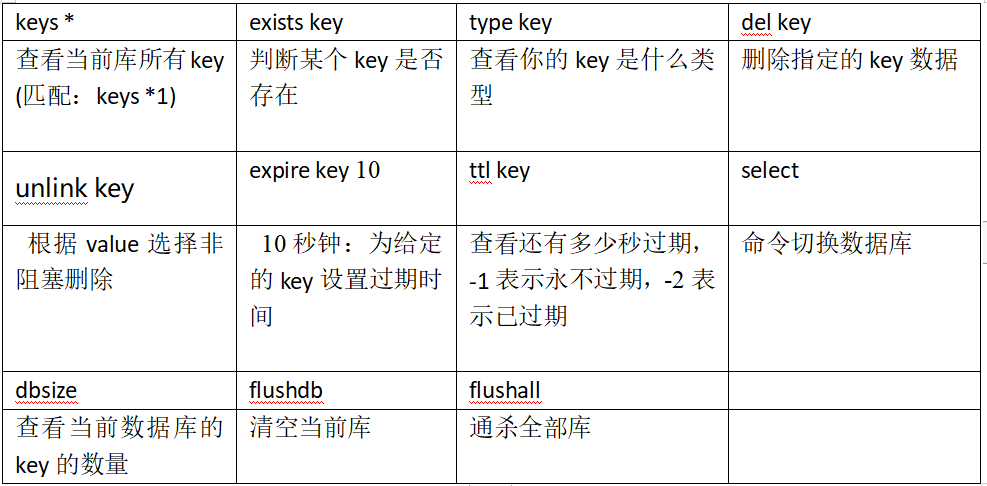 keys *
exists key
type key
del key
查看当前库所有 key
(匹配：keys *1)
判断某个 key 是否
存在
查看你的 key 是什么类
型
删除指定的 key 数据
unlink key
expire key 10
ttl key
select
根据 value 选择非
阻塞删除
10 秒钟：为给定
的 key 设置过期时
间
查看还有多少秒过期，
-1 表示永不过期，-2 表
示已过期
命令切换数据库
dbsize
flushdb
flushall
查看当前数据库的
key 的数量
清空当前库
通杀全部库